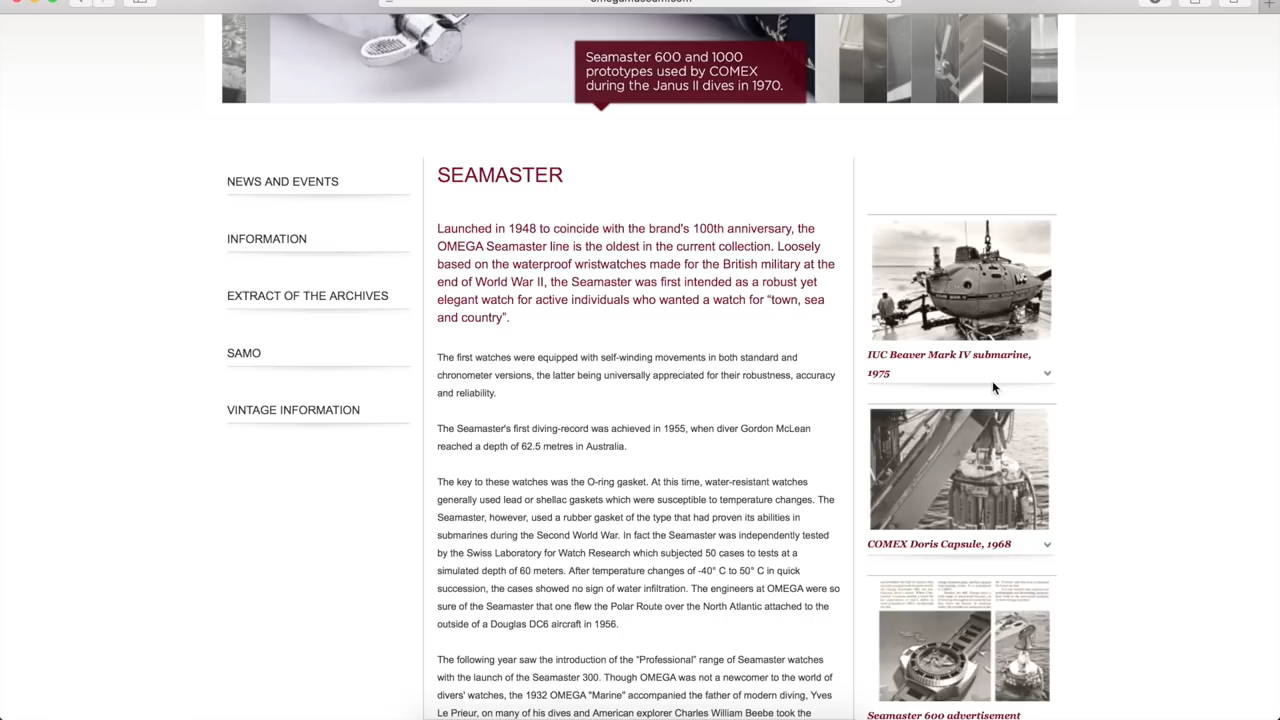 Seamaster 600 and 1000
prototypes used by COMEX
during the Janus II dives in 1970.
NEWS AND EVENTS
INFORMATION
EXTRACT OF THE ARCHIVES
SAMO
VINTAGE INFORMATION
SEAMASTER
Launched in 1948 to coincide with the brand's 100th anniversary, the
OMEGA Seamaster line is the oldest in the current collection. Loosely
based on the waterproof wristwatches made for the British military at the
end of World War II, the Seamaster was first intended as a robust yet
elegant watch for active individuals who wanted a watch for “town, sea
and country”.
The first watches were equipped with self-winding movements in both standard and
chronometer versions, the latter being universally appreciated for their robustness, accuracy
and reliability.
The Seamaster's first diving-record was achieved in 1955, when diver Gordon McLean
reached a depth of 62.5 metres in Australia.
The key to these watches was the O-ring gasket. At this time, water-resistant watches
generally used lead or shellac gaskets which were susceptible to temperature changes. The
Seamaster, however, used a rubber gasket of the type that had proven its abilities in
submarines during the Second World War. In fact the Seamaster was independently tested
by the Swiss Laboratory for Watch Research which subjected 50 cases to tests at a
simulated depth of 60 meters. After temperature changes of -40° C to 50° C in quick
succession, the cases showed no sign of water infiltration. The engineers at OMEGA were so
sure of the Seamaster that one flew the Polar Route over the North Atlantic attached to the
outside of a Douglas DC6 aircraft in 1956.
The following year saw the introduction of the “Professional” range of Seamaster watches
with the launch of the Seamaster 300. Though OMEGA was not a newcomer to the world of
divers' watches, the 1932 OMEGA "Marine" accompanied the father of modern diving, Yves
Le Prieur, on many of his dives and American explorer Charles William Beebe took the
IUC Beaver Mark IV submarine,
1975
COMEX Doris Capsule, 1968
Seamaster 600 advertisement